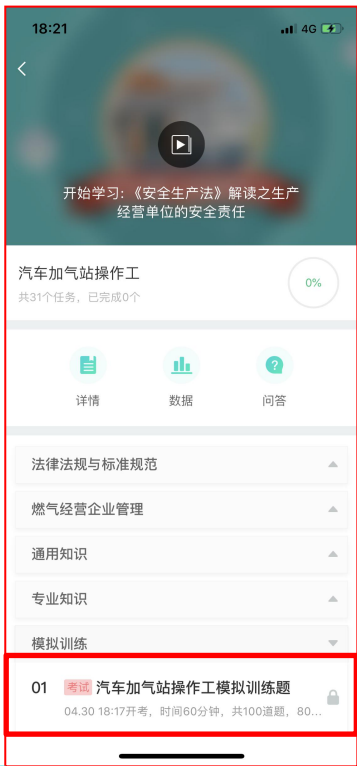 18:21
4G
开始学习:《安全生产法》解读之生产
经营单位的安全责任
汽车加气站操作工
共31个任务，已完成0个
0%
详情
数据
问答
法律法规与标准规范
燃气经营企业管理
通用知识
专业知识
模拟训练
01 考试 汽车加气站操作工模拟训练题
04.30 18:17开考，时间60分钟，共100道题，80...